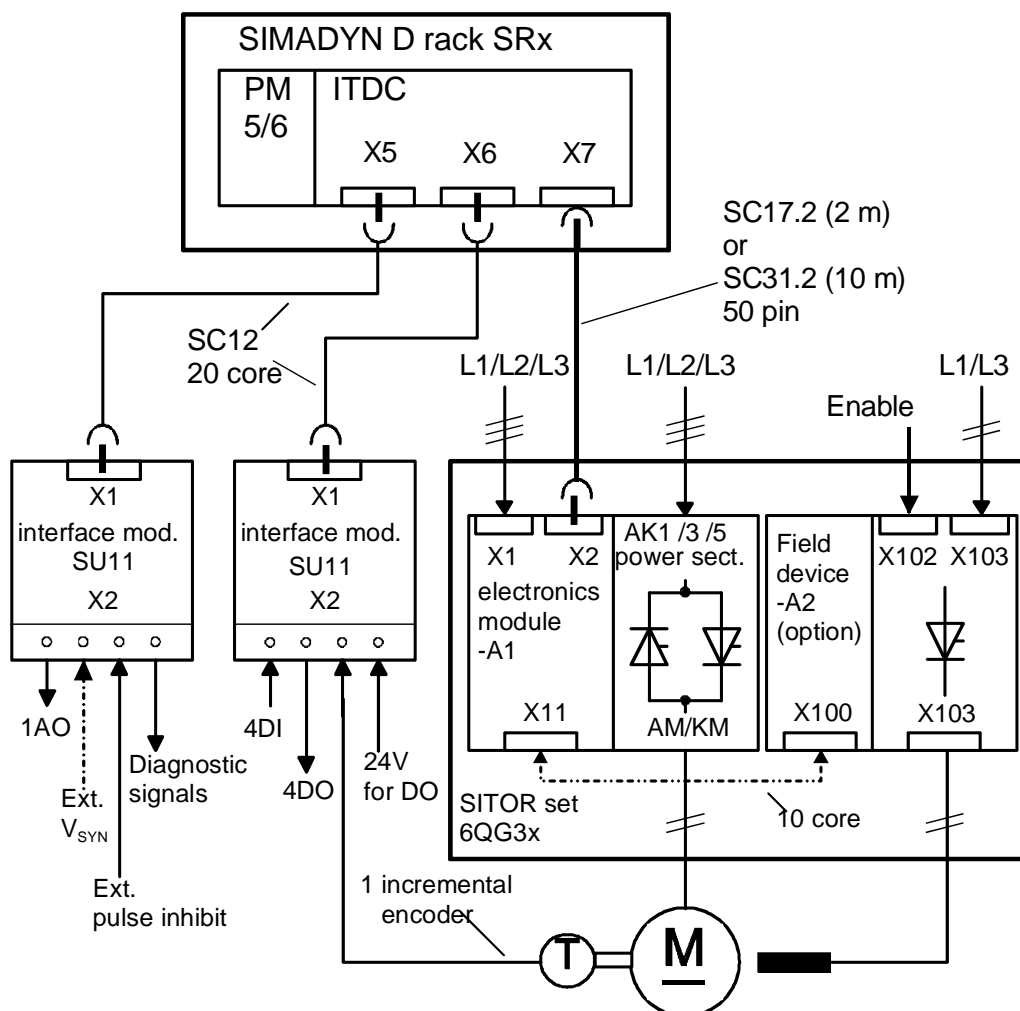 SIMADYN D rack SRx
PM
5/6
ITDC
X5
X6
X7
SC17.2 (2 m)
or
SC31.2 (10 m)
50 pin
SC12
20 core
L1/L2/L3
L1/L2/L3
L1/L3
Enable
X1
interface mod.
SU11
X2
X1
interface mod.
SU11
X2
X1
X2
electronics
module
-A1
X11
AK1 /3 /5
power sect.
AM/KM
Field
device
-A2
(option)
X100
X102
X103
X103
1AO
Ext.
VSYN
Ext.
pulse inhibit
Diagnostic
signals
4DI
4DO
24V
for DO
SITOR set
6QG3x
10 core
1 incremental
encoder
T
M